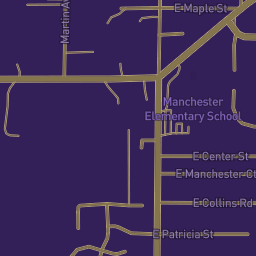 E Maple St
Martin Av
Manchester
Elementary School
E Center St
E Manchester Ct
E Collins Rd
E Patricia St